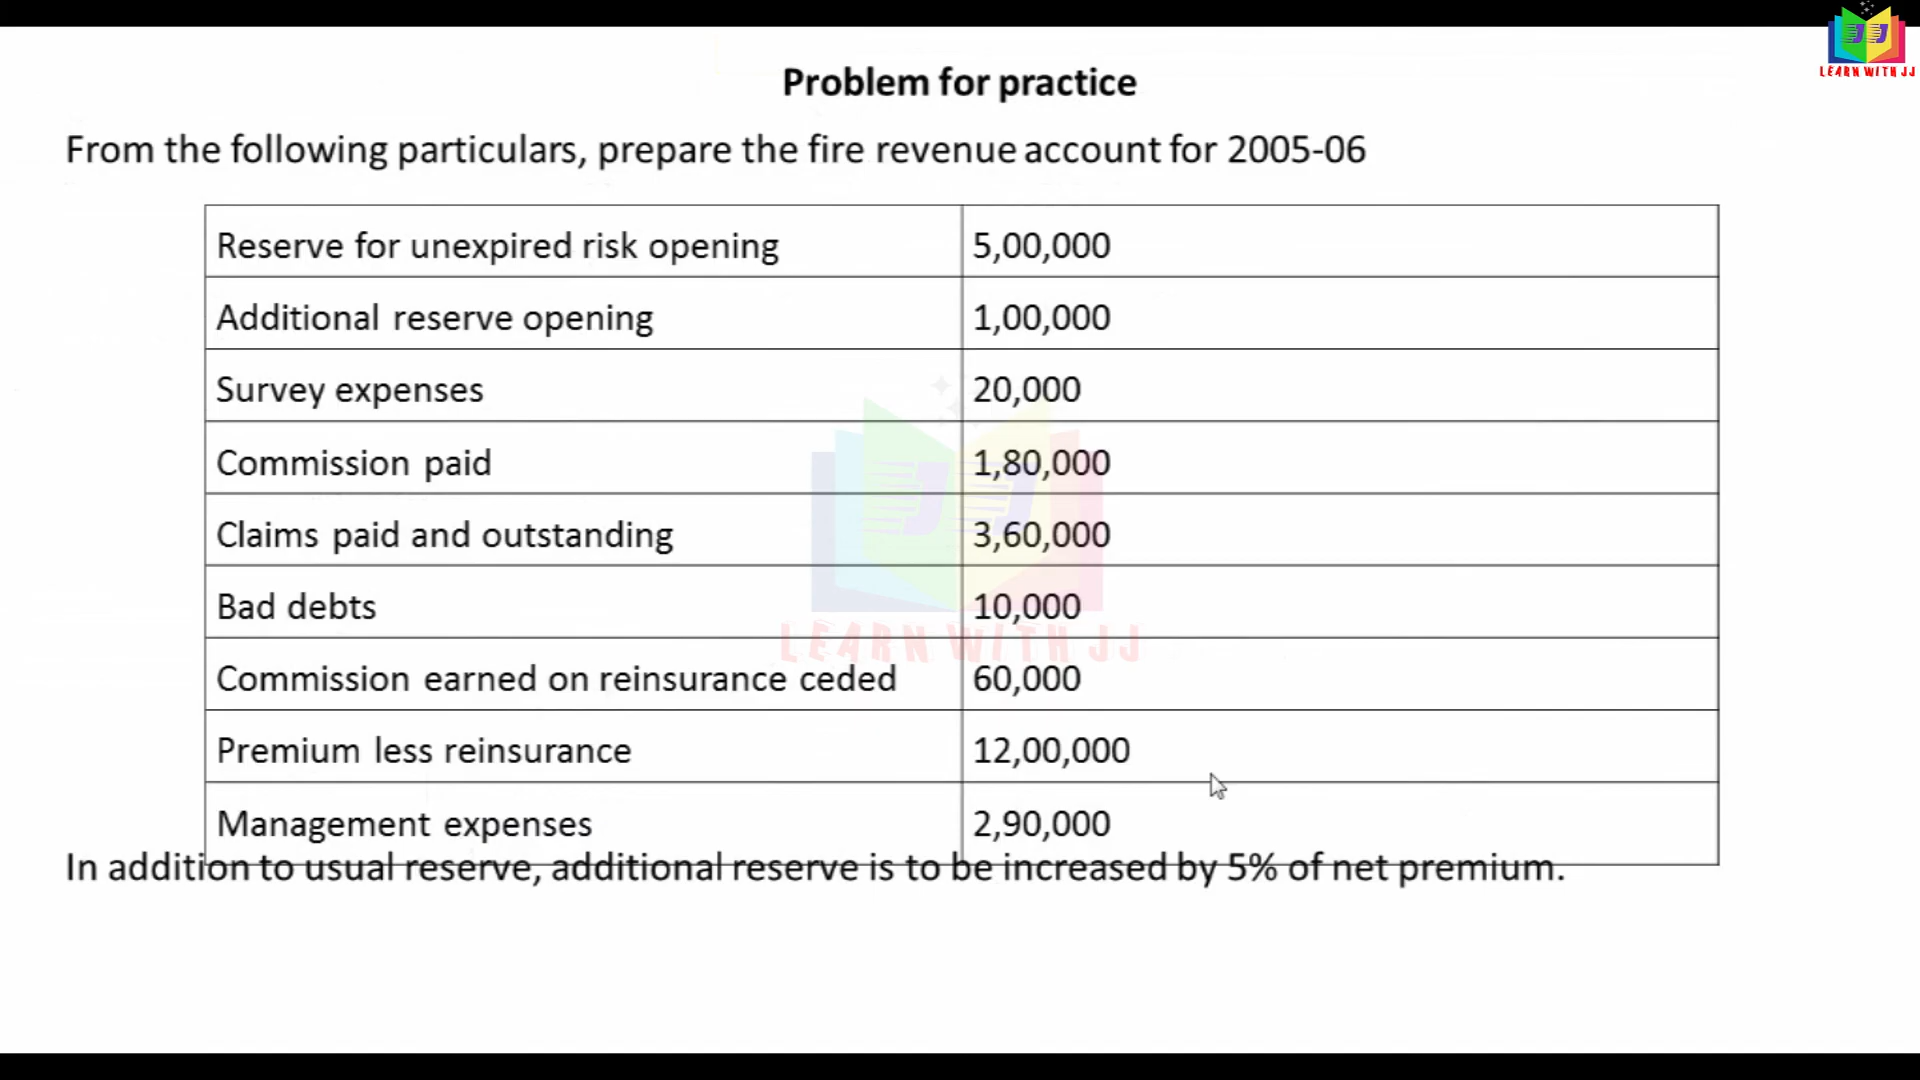 LEARN WITH JJ
Problem for practice
From the following particulars, prepare the fire revenue account for 2005-06
Reserve for unexpired risk opening 5,00,000
Additional reserve opening 1,00,000
Survey expenses 20,000
Commission paid 1,80,000
Claims paid and outstanding 3,60,000
Bad debts 10,000
LEARN WITH JJ
Commission earned on reinsurance ceded 60,000
Premium less reinsurance 12,00,000
Management expenses 2,90,000
In addition to usual reserve, additional reserve is to be increased by 5% of net premium.